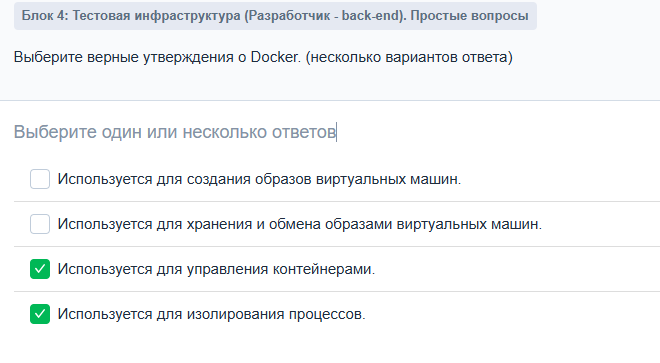 Блок 4: Тестовая инфраструктура (Разработчик - back-end). Простые вопросы
Выберите верные утверждения о Docker. (несколько вариантов ответа)
Выберите один или несколько ответов
Используется для создания образов виртуальных машин.
Используется для хранения и обмена образами виртуальных машин.
Используется для управления контейнерами.
Используется для изолирования процессов.